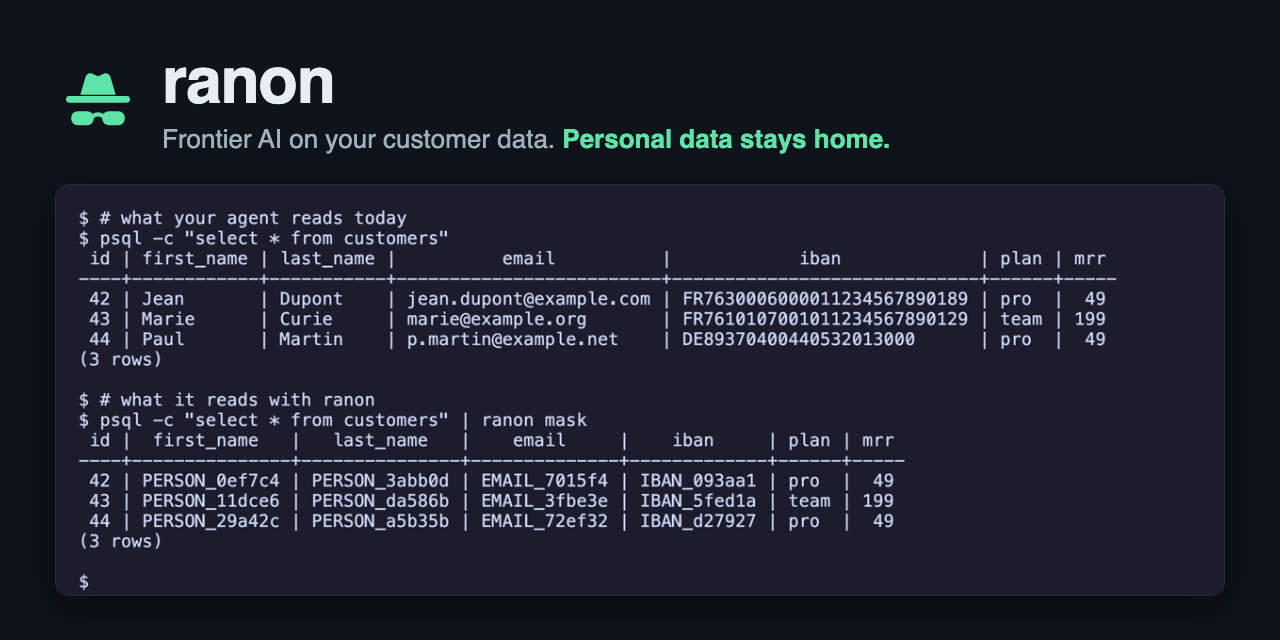 ranon
Frontier AI on your customer data. Personal data stays home.
$ # what your agent reads today
$ psql -c "select * from customers"
 id | first_name | last_name |          email          |            iban             | plan | mrr
----+------------+-----------+-------------------------+-----------------------------+------+-----
 42 | Jean       | Dupont    | jean.dupont@example.com | FR7630006000011234567890189 | pro  |  49
 43 | Marie      | Curie     | marie@example.org       | FR7610107001011234567890129 | team | 199
 44 | Paul       | Martin    | p.martin@example.net    | DE89370400440532013000      | pro  |  49
(3 rows)
$ # what it reads with ranon
$ psql -c "select * from customers" | ranon mask
 id |  first_name   |   last_name   |    email     |    iban     | plan | mrr
----+---------------+---------------+--------------+-------------+------+-----
 42 | PERSON_0ef7c4 | PERSON_3abb0d | EMAIL_7015f4 | IBAN_093aa1 | pro  |  49
 43 | PERSON_11dce6 | PERSON_da586b | EMAIL_3fbe3e | IBAN_5fed1a | team | 199
 44 | PERSON_29a42c | PERSON_a5b35b | EMAIL_72ef32 | IBAN_d27927 | pro  |  49
(3 rows)
$